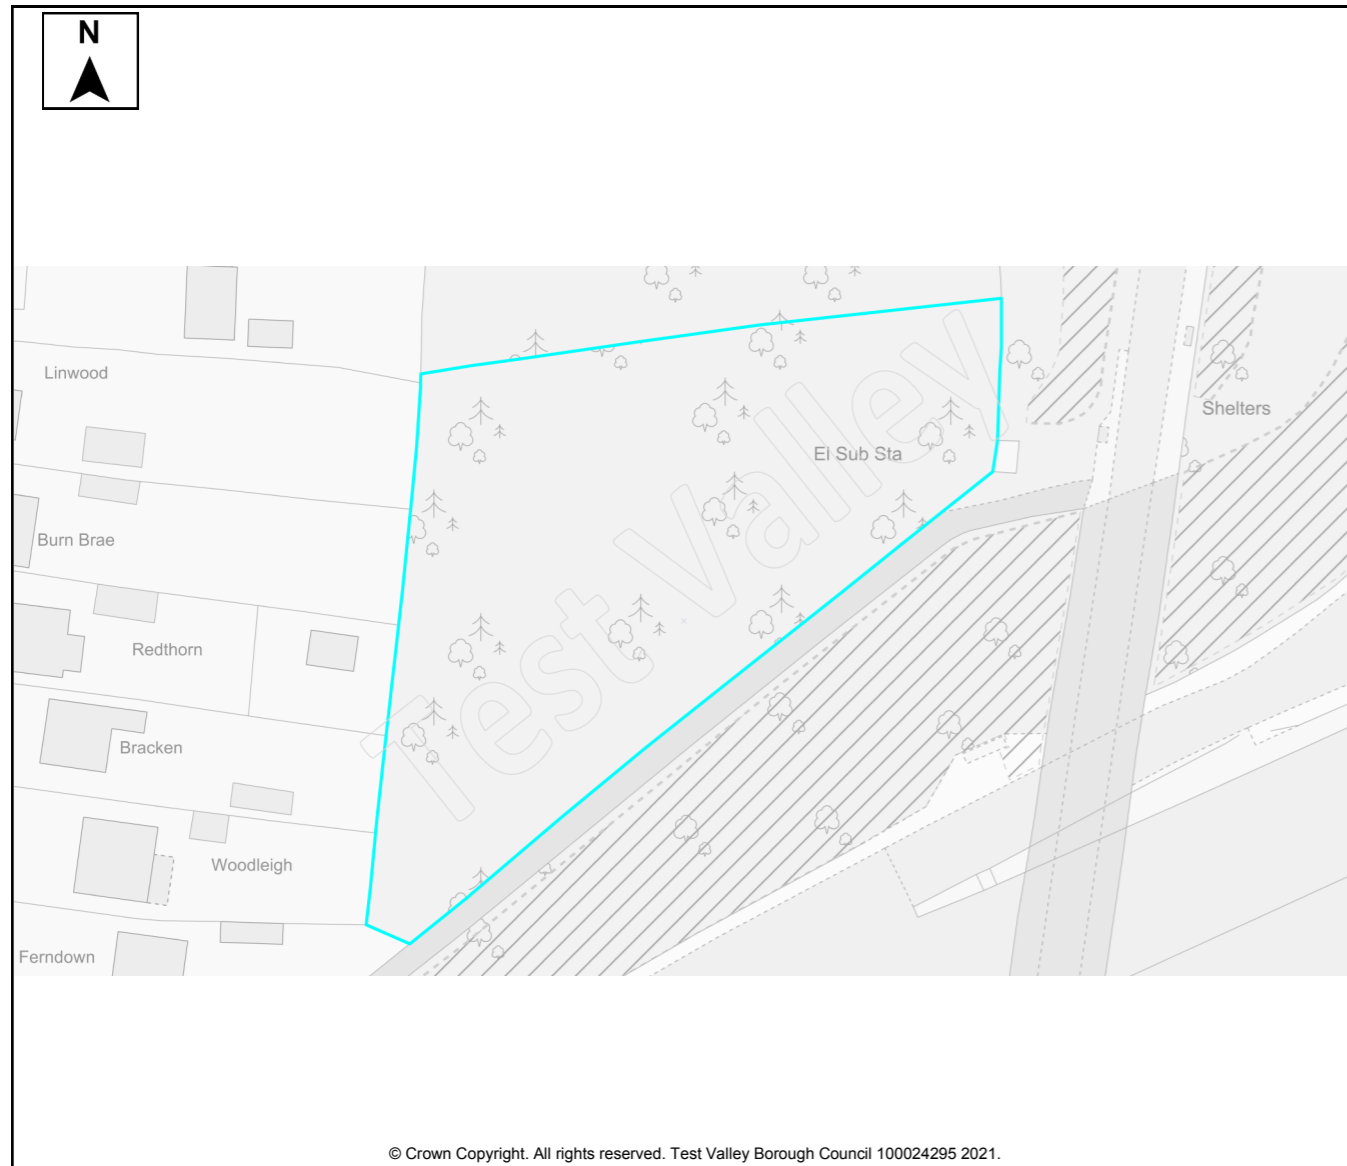 N
Linwood
Shelters
El Sub Sta
Burn Brae
Redthorn
Bracken
Woodleigh
Ferndown
Test Valley
© Crown Copyright. All rights reserved. Test Valley Borough Council 100024295 2021.